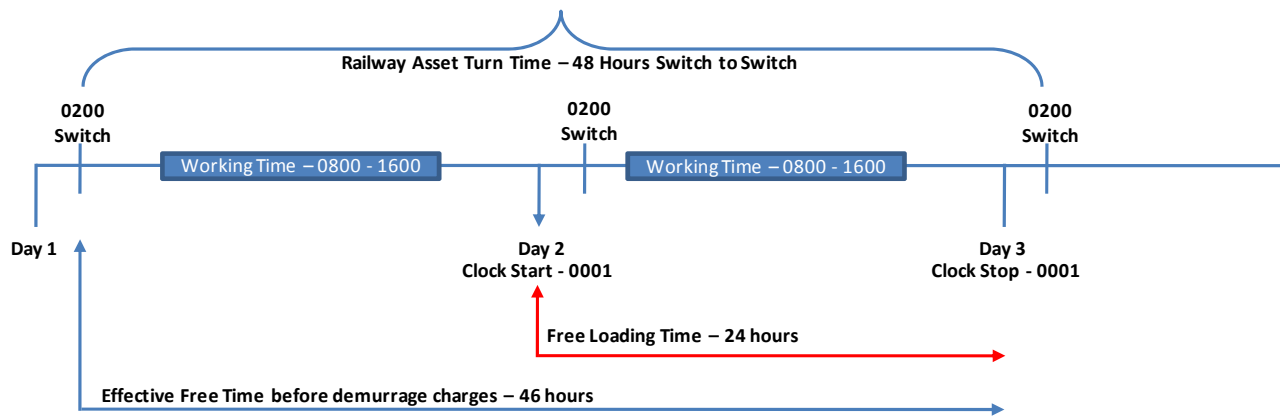 Railway Asset Turn Time – 48 Hours Switch to Switch
0200
Switch
0200
Switch
0200
Switch
Working Time – 0800 - 1600
Working Time – 0800 - 1600
Day 1
Day 2
Clock Start - 0001
Day 3
Clock Stop - 0001
Free Loading Time – 24 hours
Effective Free Time before demurrage charges – 46 hours